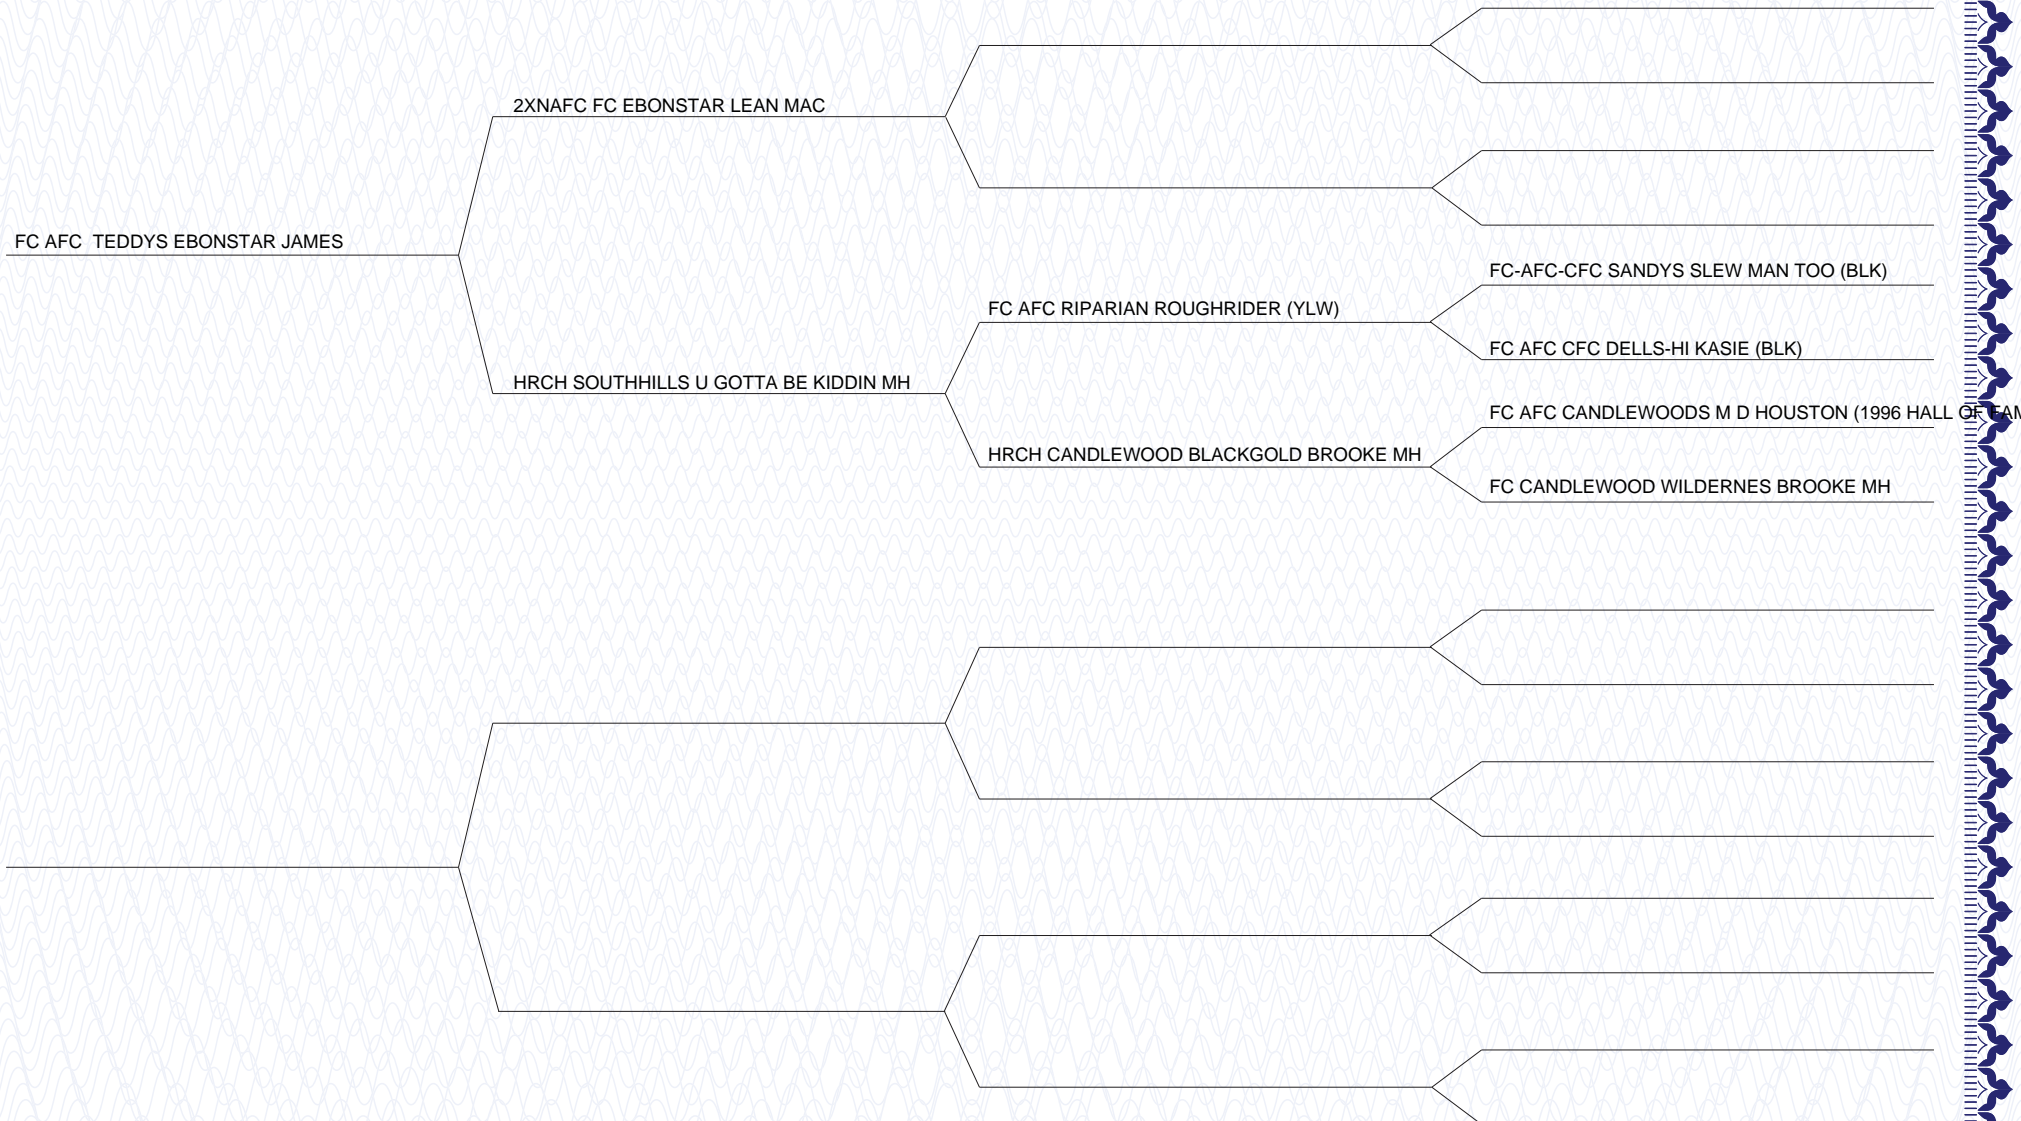 2XNAFC FC EBONSTAR LEAN MAC
FC AFC  TEDDYS EBONSTAR JAMES
FC-AFC-CFC SANDYS SLEW MAN TOO (BLK)
FC AFC RIPARIAN ROUGHRIDER (YLW)
FC AFC CFC DELLS-HI KASIE (BLK)
HRCH SOUTHHILLS U GOTTA BE KIDDIN MH
FC AFC CANDLEWOODS M D HOUSTON (1996 HALL OF FAM
HRCH CANDLEWOOD BLACKGOLD BROOKE MH
FC CANDLEWOOD WILDERNES BROOKE MH